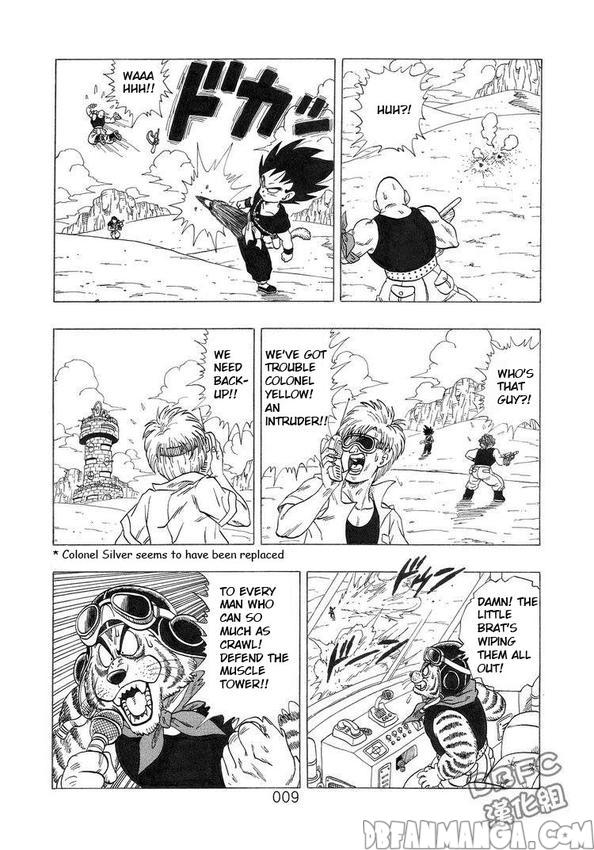 HUH?!
WAAA
HHH!!
ドカッ
WHO'S
THAT
GUY?!
WE'VE GOT
TROUBLE
COLONEL
YELLOW!
AN
INTRUDER!!
WE
NEED
BACK-
UP!!
* Colonel Silver seems to have been replaced
DAMN! THE
LITTLE
BRAT'S
WIPING
THEM ALL
OUT!
TO EVERY
MAN WHO
CAN SO
MUCH AS
CRAWL!
DEFEND THE
MUSCLE
TOWER!!
009
DBFC
漢化組
DBFANMANGA.COM